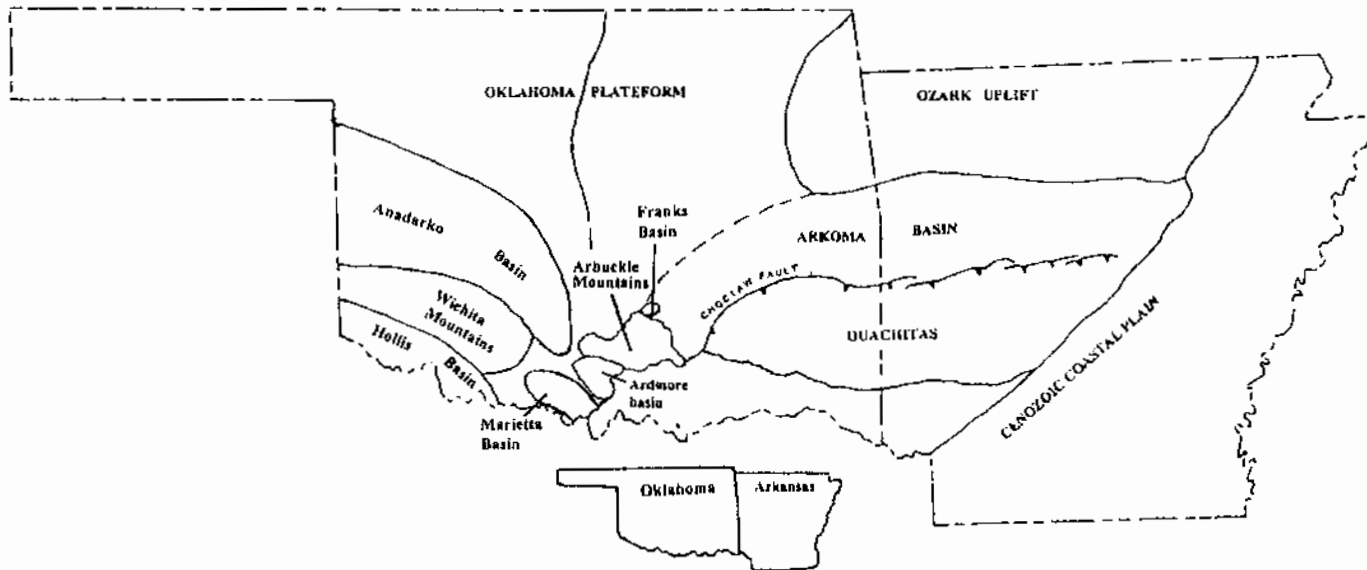 OKLAHOMA PLATEFORM
OZARK UPLIFT
Anadarko
Basin
Franks
Basin
ARKOMA BASIN
Arbuckle
Mountains
CHOCTAW FAULT
Wichita
Mountains
Hollis
Basin
OUACHITAS
Ardmore
basin
Marietta
Basin
CENOZOIC COASTAL PLAIN
Oklahoma
Arkansas